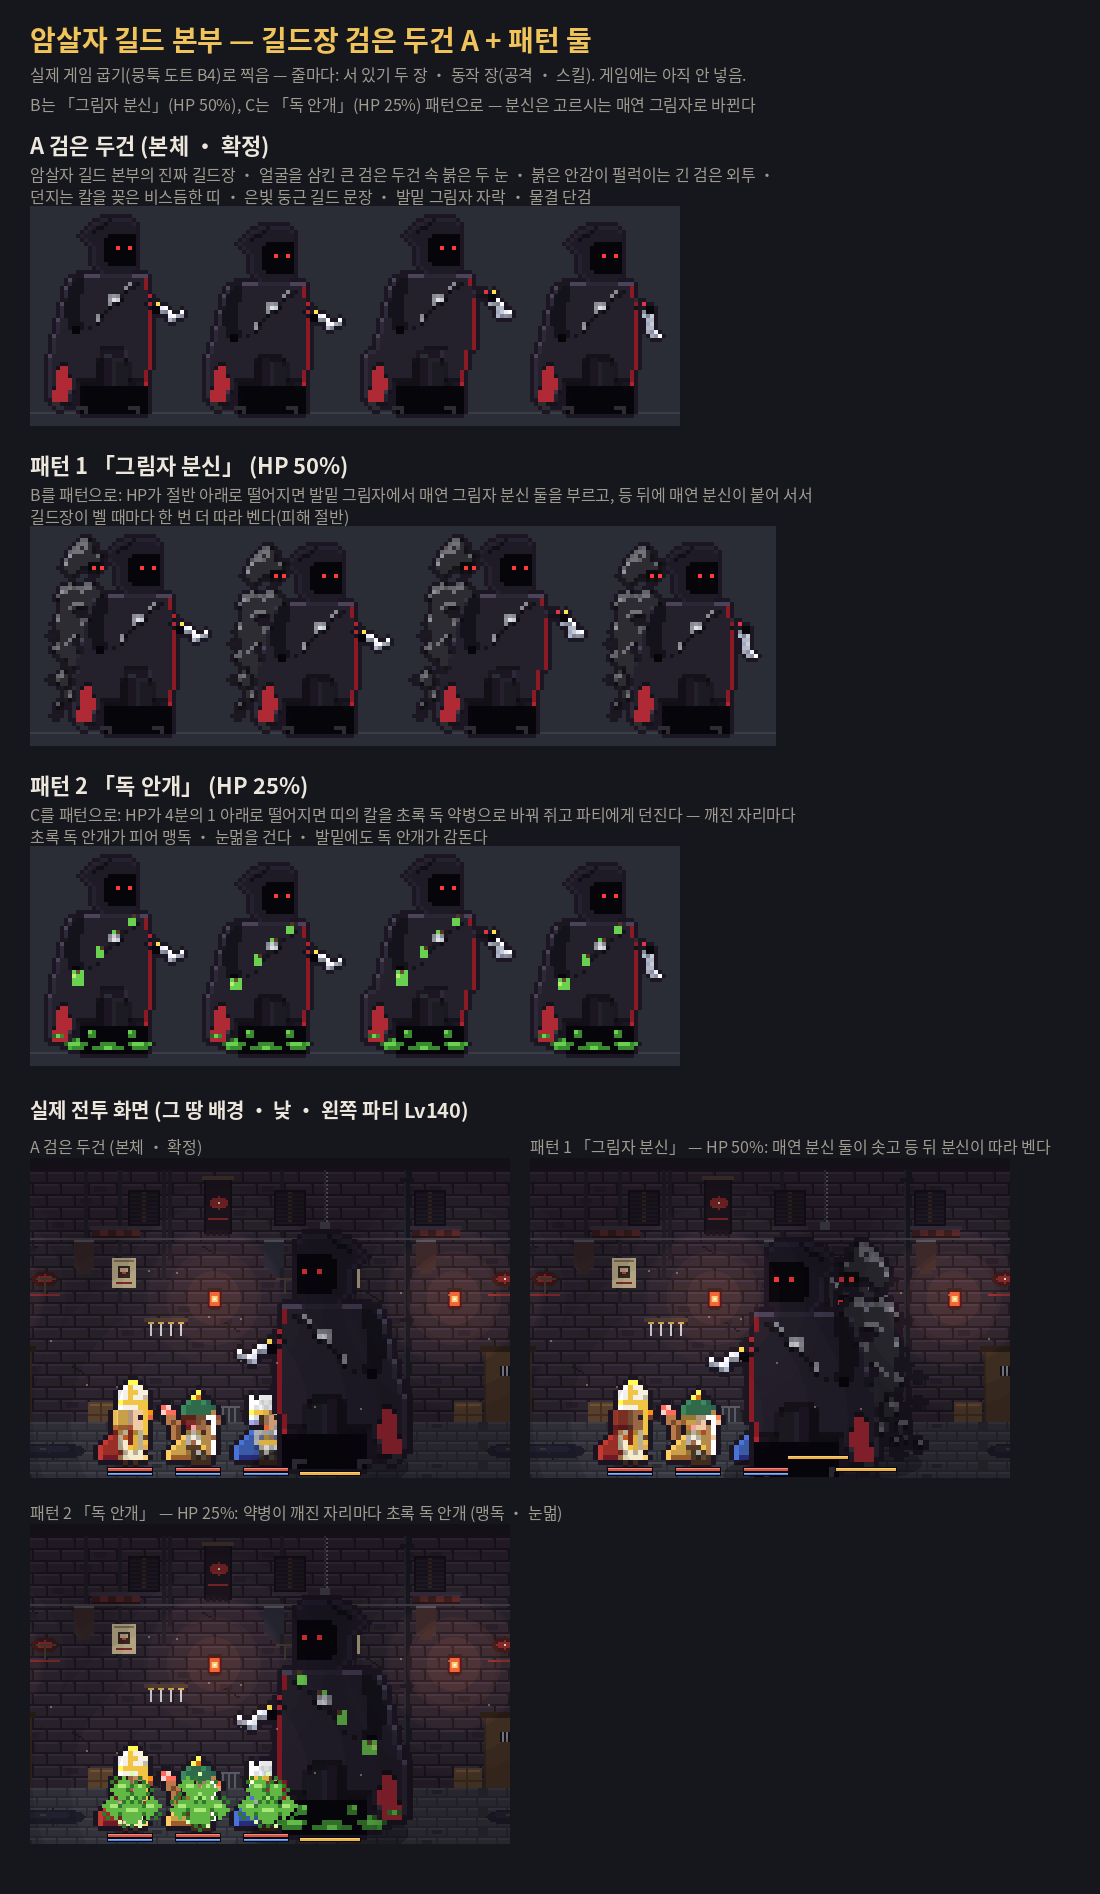 암살자 길드 본부 — 길드장 검은 두건 A + 패턴 둘
실제 게임 굽기(뭉툭 도트 B4)로 찍음 — 줄마다: 서 있기 두 장 · 동작 장(공격 · 스킬). 게임에는 아직 안 넣음.
B는 「그림자 분신」(HP 50%), C는 「독 안개」(HP 25%) 패턴으로 — 분신은 고르시는 매연 그림자로 바뀐다
A 검은 두건 (본체 · 확정)
암살자 길드 본부의 진짜 길드장 · 얼굴을 삼킨 큰 검은 두건 속 붉은 두 눈 · 붉은 안감이 펄럭이는 긴 검은 외투 ·
던지는 칼을 꽂은 비스듬한 띠 · 은빛 둥근 길드 문장 · 발밑 그림자 자락 · 물결 단검
패턴 1 「그림자 분신」 (HP 50%)
B를 패턴으로: HP가 절반 아래로 떨어지면 발밑 그림자에서 매연 그림자 분신 둘을 부르고, 등 뒤에 매연 분신이 붙어 서서
길드장이 벨 때마다 한 번 더 따라 벤다(피해 절반)
패턴 2 「독 안개」 (HP 25%)
C를 패턴으로: HP가 4분의 1 아래로 떨어지면 띠의 칼을 초록 독 약병으로 바꿔 쥐고 파티에게 던진다 — 깨진 자리마다
초록 독 안개가 피어 맹독 · 눈멂을 건다 · 발밑에도 독 안개가 감돈다
실제 전투 화면 (그 땅 배경 · 낮 · 왼쪽 파티 Lv140)
A 검은 두건 (본체 · 확정)
패턴 1 「그림자 분신」 — HP 50%: 매연 분신 둘이 솟고 등 뒤 분신이 따라 벤다
패턴 2 「독 안개」 — HP 25%: 약병이 깨진 자리마다 초록 독 안개 (맹독 · 눈멂)